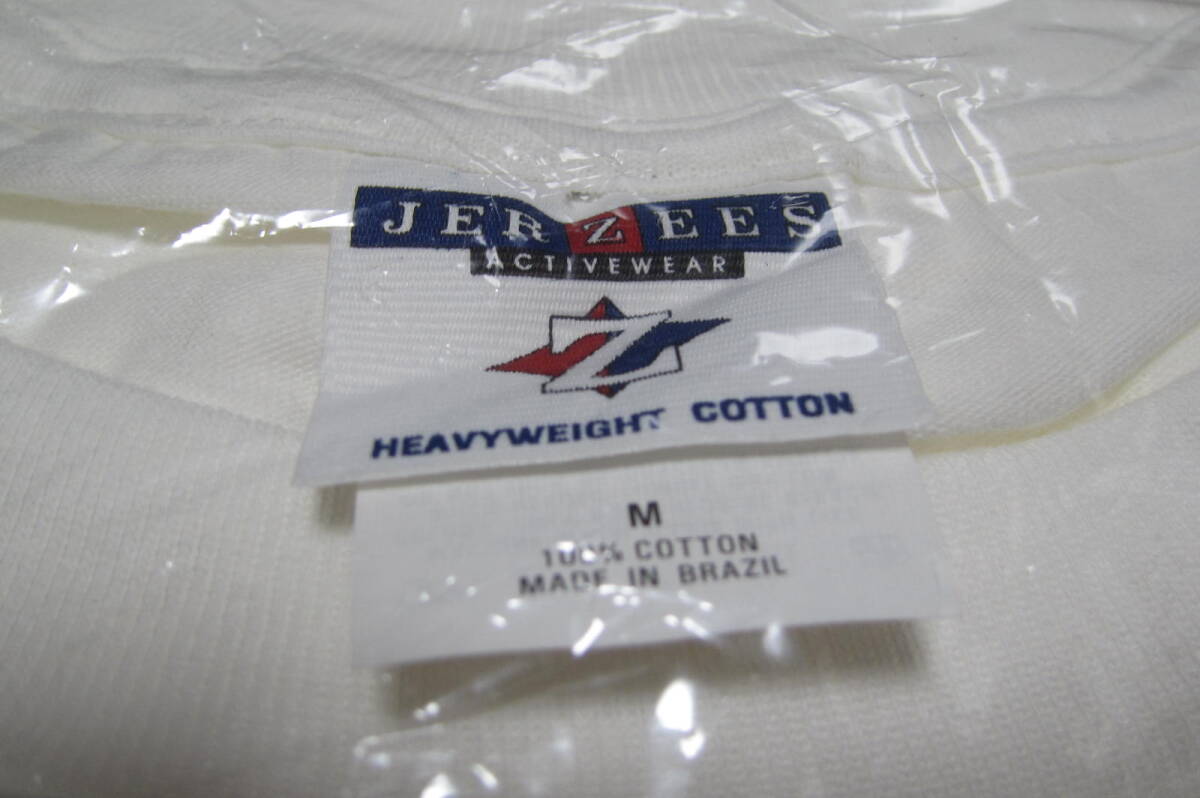 JERZEES
ACTIVEWEAR
Z
HEAVYWEIGHT COTTON
M
100% COTTON
MADE IN BRAZIL